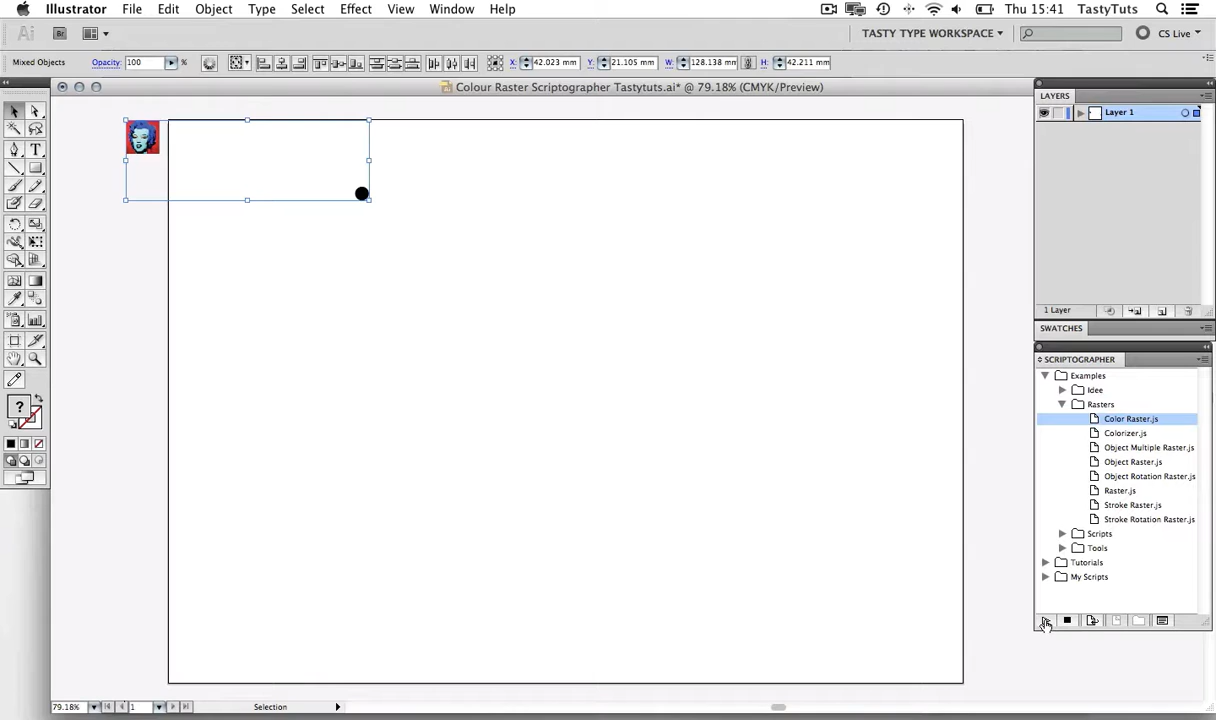 Illustrator File Edit Object Type Select Effect View Window Help Thu 15:41 TastyTuts
Ai Br TASTY TYPE WORKSPACE CS Live
Mixed Objects Opacity: 100 % X: 42.023 mm Y: 21.105 mm W: 128.138 mm H: 42.211 mm
Colour Raster Scriptographer Tastytuts.ai* @ 79.18% (CMYK/Preview)
LAYERS
Layer 1
1 Layer
SWATCHES
SCRIPTOGRAPHER
Examples
Idee
Rasters
Color Raster.js
Colorizer.js
Object Multiple Raster.js
Object Raster.js
Object Rotation Raster.js
Raster.js
Stroke Raster.js
Stroke Rotation Raster.js
Scripts
Tools
Tutorials
My Scripts
T
?
79.18% 1 Selection